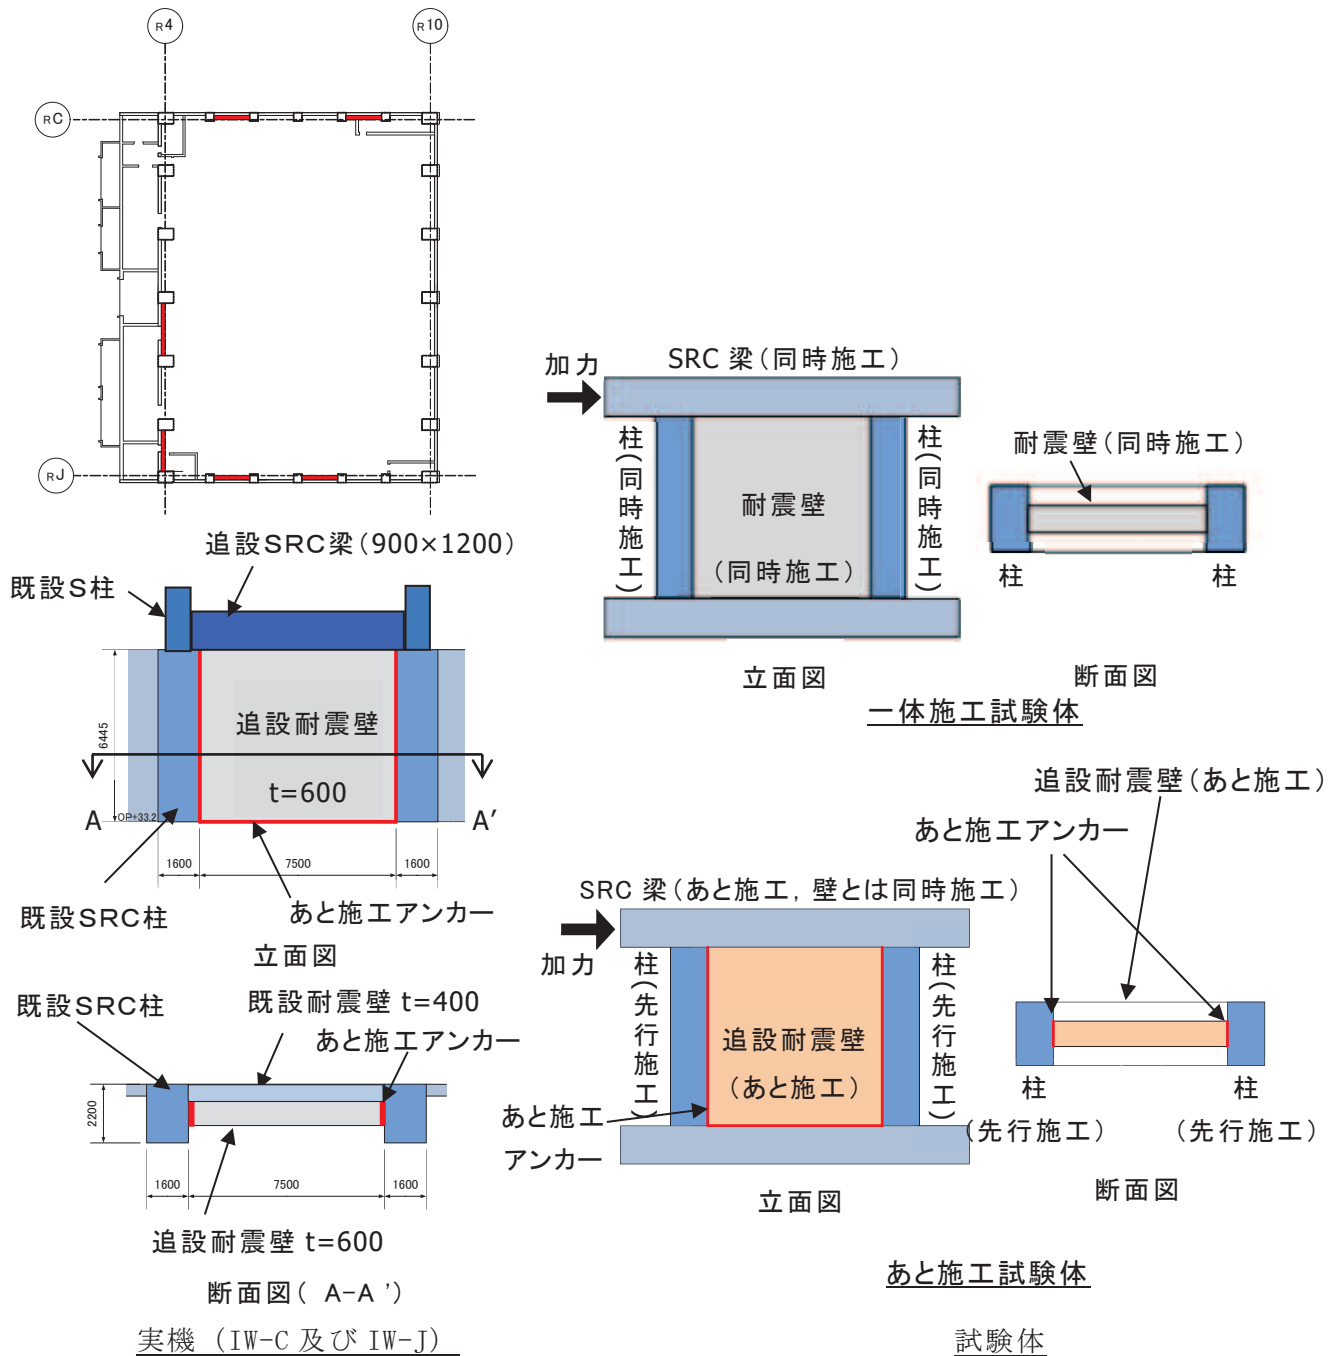 R4
R10
RC
RJ
追設SRC梁(900×1200)
既設S柱
追設耐震壁
t=600
6445
A
OP+33.2
A'
1600
7500
1600
既設SRC柱
あと施工アンカー
立面図
既設SRC柱
既設耐震壁 t=400
あと施工アンカー
2200
1600
7500
1600
追設耐震壁 t=600
断面図( A-A ')
実機 (IW-C 及び IW-J)
加力
SRC 梁(同時施工)
柱(同時施工)
耐震壁
(同時施工)
柱(同時施工)
立面図
耐震壁(同時施工)
柱
柱
断面図
一体施工試験体
追設耐震壁(あと施工)
あと施工アンカー
SRC 梁(あと施工, 壁とは同時施工)
加力
柱(先行施工)
追設耐震壁
(あと施工)
柱(先行施工)
あと施工
アンカー
立面図
柱
(先行施工)
柱
(先行施工)
断面図
あと施工試験体
試験体